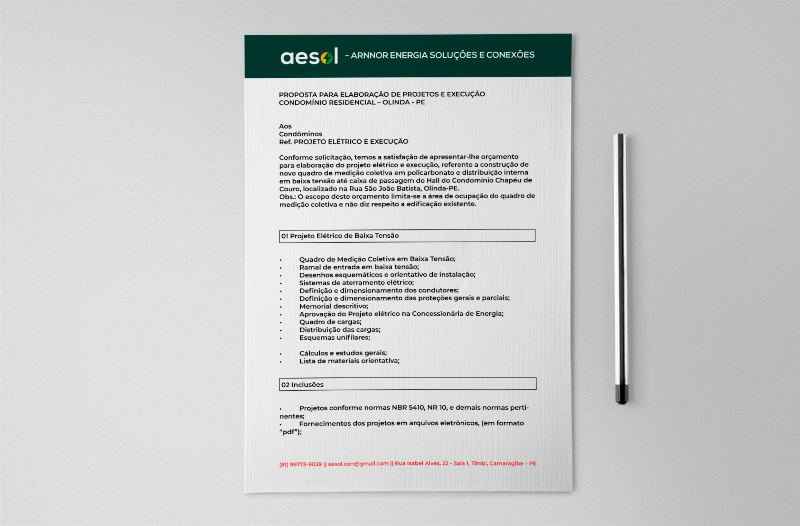 aesol - ARNNOR ENERGIA SOLUÇÕES E CONEXÕES
PROPOSTA PARA ELABORAÇÃO DE PROJETOS E EXECUÇÃO
CONDOMÍNIO RESIDENCIAL – OLINDA - PE
Aos
Condôminos
Ref. PROJETO ELÉTRICO E EXECUÇÃO
Conforme solicitação, temos a satisfação de apresentar-lhe orçamento
para elaboração do projeto elétrico e execução, referente a construção de
novo quadro de medição coletiva em policarbonato e distribuição interna
em baixa tensão até caixa de passagem do Hall do Condomínio Chapéu de
Couro, localizado na Rua São João Batista, Olinda-PE.
Obs.: O escopo deste orçamento limita-se a área de ocupação do quadro de
medição coletiva e não diz respeito a edificação existente.
01 Projeto Elétrico de Baixa Tensão
• Quadro de Medição Coletiva em Baixa Tensão;
• Ramal de entrada em baixa tensão;
• Desenhos esquemáticos e orientativo de instalação;
• Sistemas de aterramento elétrico;
• Definição e dimensionamento dos condutores;
• Definição e dimensionamento das proteções gerais e parciais;
• Memorial descritivo;
• Aprovação do Projeto elétrico na Concessionária de Energia;
• Quadro de cargas;
• Distribuição das cargas;
• Esquemas unifilares;
• Cálculos e estudos gerais;
• Lista de materiais orientativa;
02 Inclusões
• Projetos conforme normas NBR 5410, NR 10, e demais normas perti-
nentes;
• Fornecimentos dos projetos em arquivos eletrônicos, (em formato
"pdf");
(81) 99773-9039 || aesol.con@gmail.com || Rua Isabel Alves, 22 - Sala 1, Timbi, Camaragibe - PE